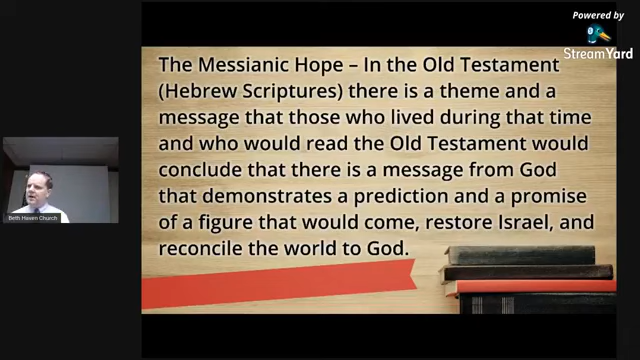 Powered by
StreamYard
The Messianic Hope – In the Old Testament
(Hebrew Scriptures) there is a theme and a
message that those who lived during that time
and who would read the Old Testament would
conclude that there is a message from God
that demonstrates a prediction and a promise
of a figure that would come, restore Israel, and
reconcile the world to God.
Beth Haven Church